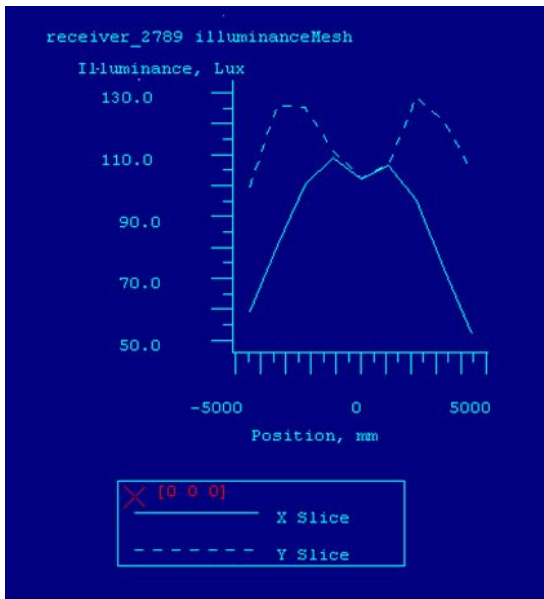 receiver_2789 illuminanceMesh
Illuminance, Lux
130.0
110.0
90.0
70.0
50.0
-5000 0 5000
Position, mm
[0 0 0]
X Slice
Y Slice